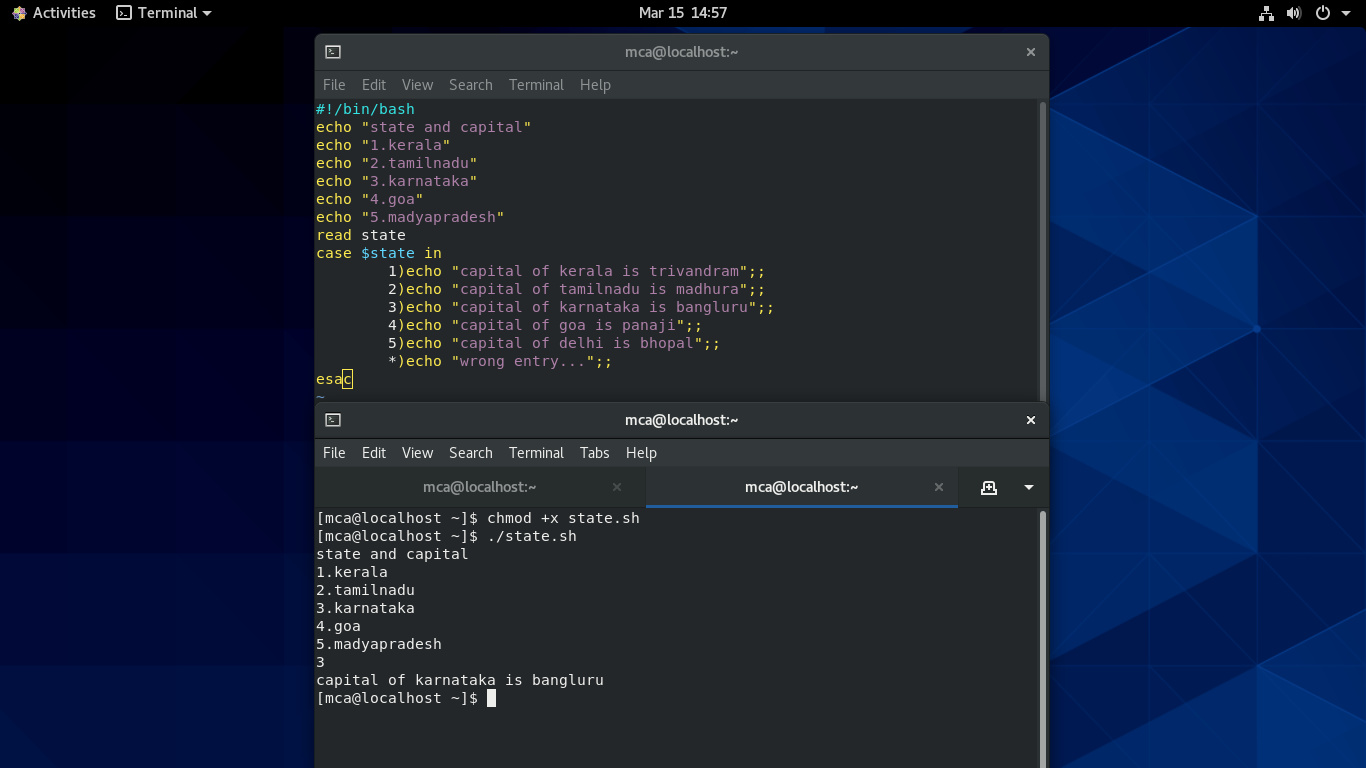 Activities Terminal Mar 15 14:57
mca@localhost:~
File Edit View Search Terminal Help
#!/bin/bash
echo "state and capital"
echo "1.kerala"
echo "2.tamilnadu"
echo "3.karnataka"
echo "4.goa"
echo "5.madyapradesh"
read state
case $state in
        1)echo "capital of kerala is trivandram";;
        2)echo "capital of tamilnadu is madhura";;
        3)echo "capital of karnataka is bangluru";;
        4)echo "capital of goa is panaji";;
        5)echo "capital of delhi is bhopal";;
        *)echo "wrong entry...";;
esac
~
mca@localhost:~
File Edit View Search Terminal Tabs Help
mca@localhost:~ mca@localhost:~
[mca@localhost ~]$ chmod +x state.sh
[mca@localhost ~]$ ./state.sh
state and capital
1.kerala
2.tamilnadu
3.karnataka
4.goa
5.madyapradesh
3
capital of karnataka is bangluru
[mca@localhost ~]$